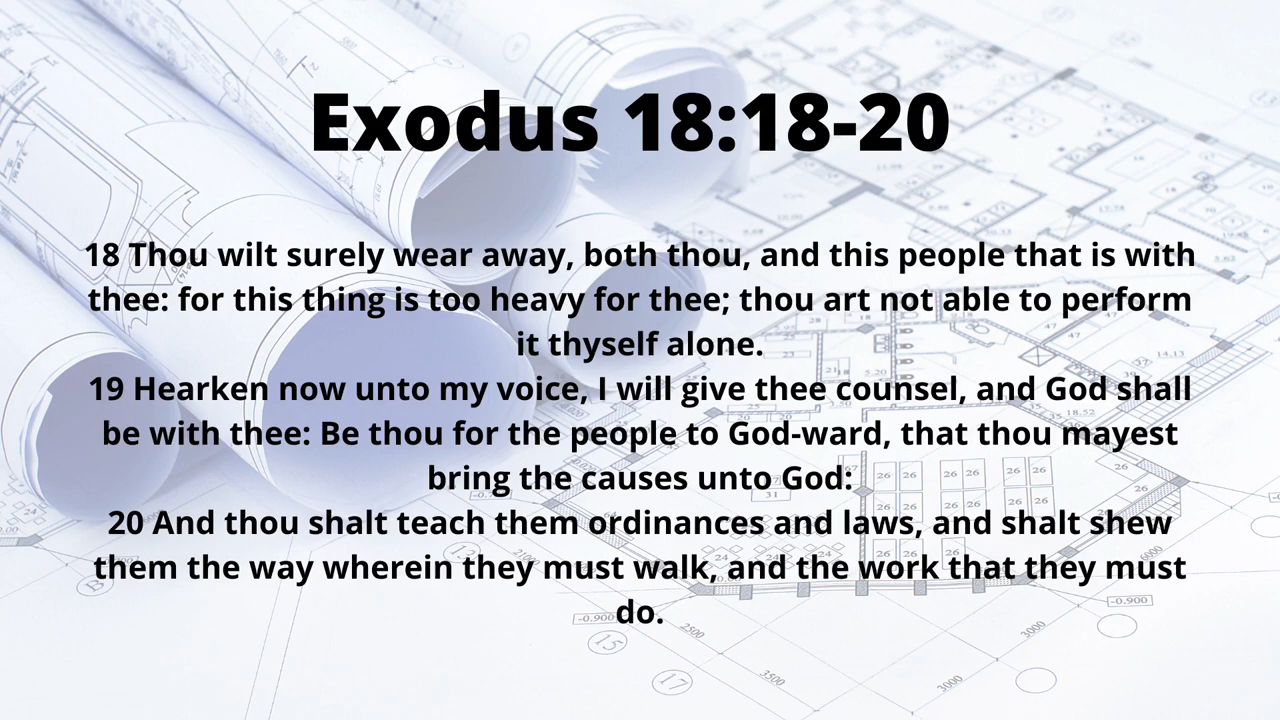 Exodus 18:18-20
18 Thou wilt surely wear away, both thou, and this people that is with
thee: for this thing is too heavy for thee; thou art not able to perform
it thyself alone.
19 Hearken now unto my voice, I will give thee counsel, and God shall
be with thee: Be thou for the people to God-ward, that thou mayest
bring the causes unto God:
20 And thou shalt teach them ordinances and laws, and shalt shew
them the way wherein they must walk, and the work that they must
do.